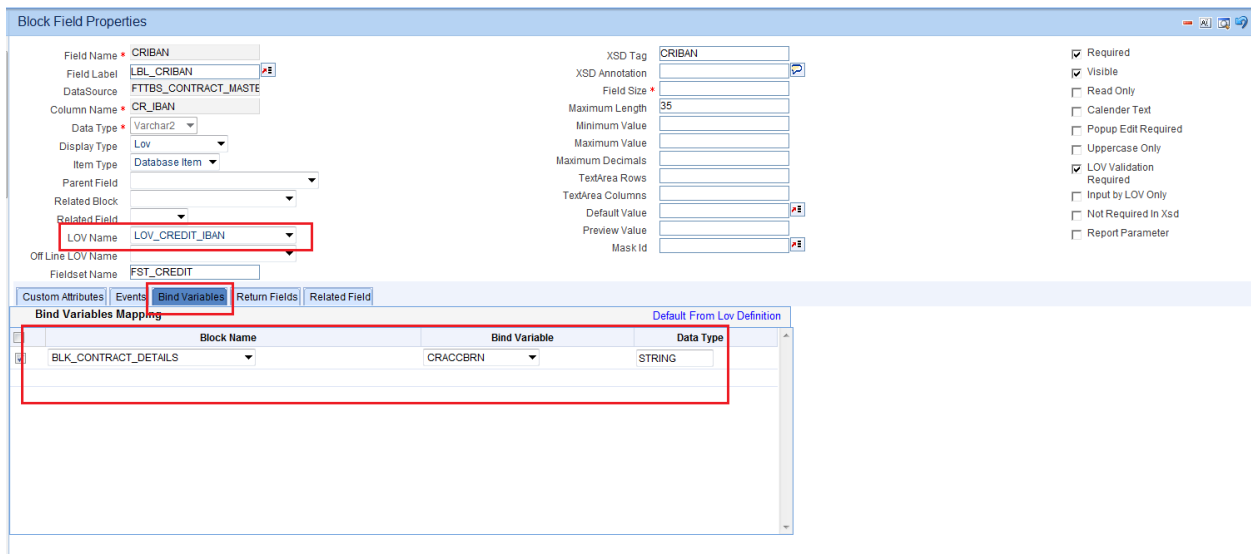 Block Field Properties
Field Name * CRIBAN
Field Label LBL_CRIBAN
DataSource FTTBS_CONTRACT_MASTE
Column Name * CR_IBAN
Data Type * Varchar2
Display Type Lov
Item Type Database Item
Parent Field
Related Block
Related Field
LOV Name LOV_CREDIT_IBAN
Off Line LOV Name
Fieldset Name FST_CREDIT
XSD Tag CRIBAN
XSD Annotation
Field Size *
Maximum Length 35
Minimum Value
Maximum Value
Maximum Decimals
TextArea Rows
TextArea Columns
Default Value
Preview Value
Mask Id
Required
Visible
Read Only
Calender Text
Popup Edit Required
Uppercase Only
LOV Validation
Required
Input by LOV Only
Not Required In Xsd
Report Parameter
Custom Attributes Events Bind Variables Return Fields Related Field
Bind Variables Mapping Default From Lov Definition
Block Name Bind Variable Data Type
BLK_CONTRACT_DETAILS CRACCBRN STRING